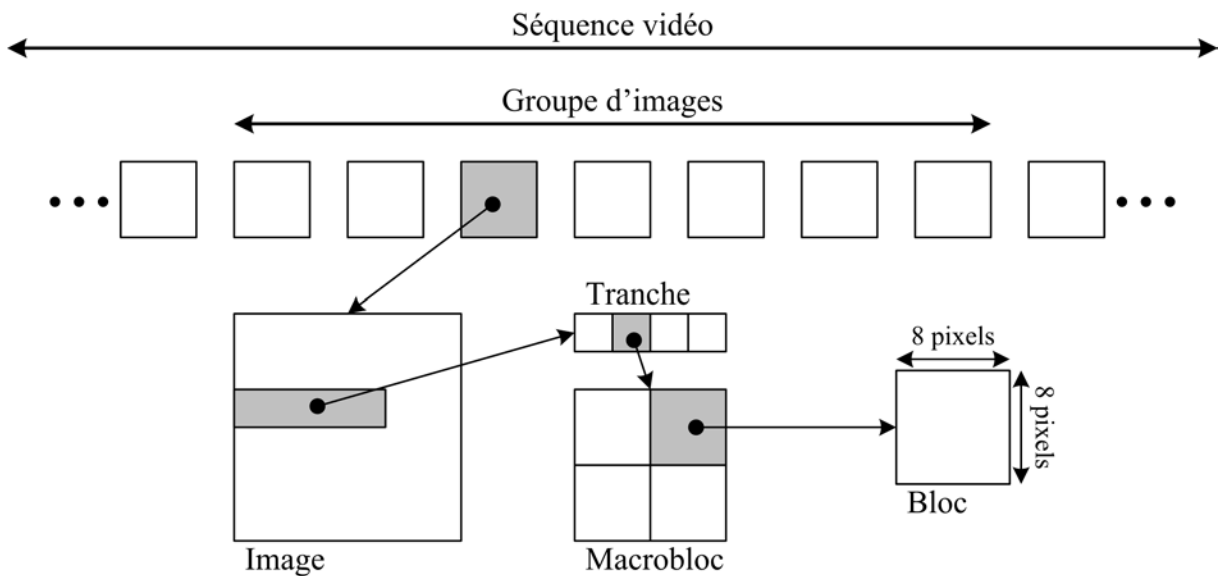 Séquence vidéo
Groupe d’images
Tranche
8 pixels
8 pixels
Bloc
Image
Macrobloc